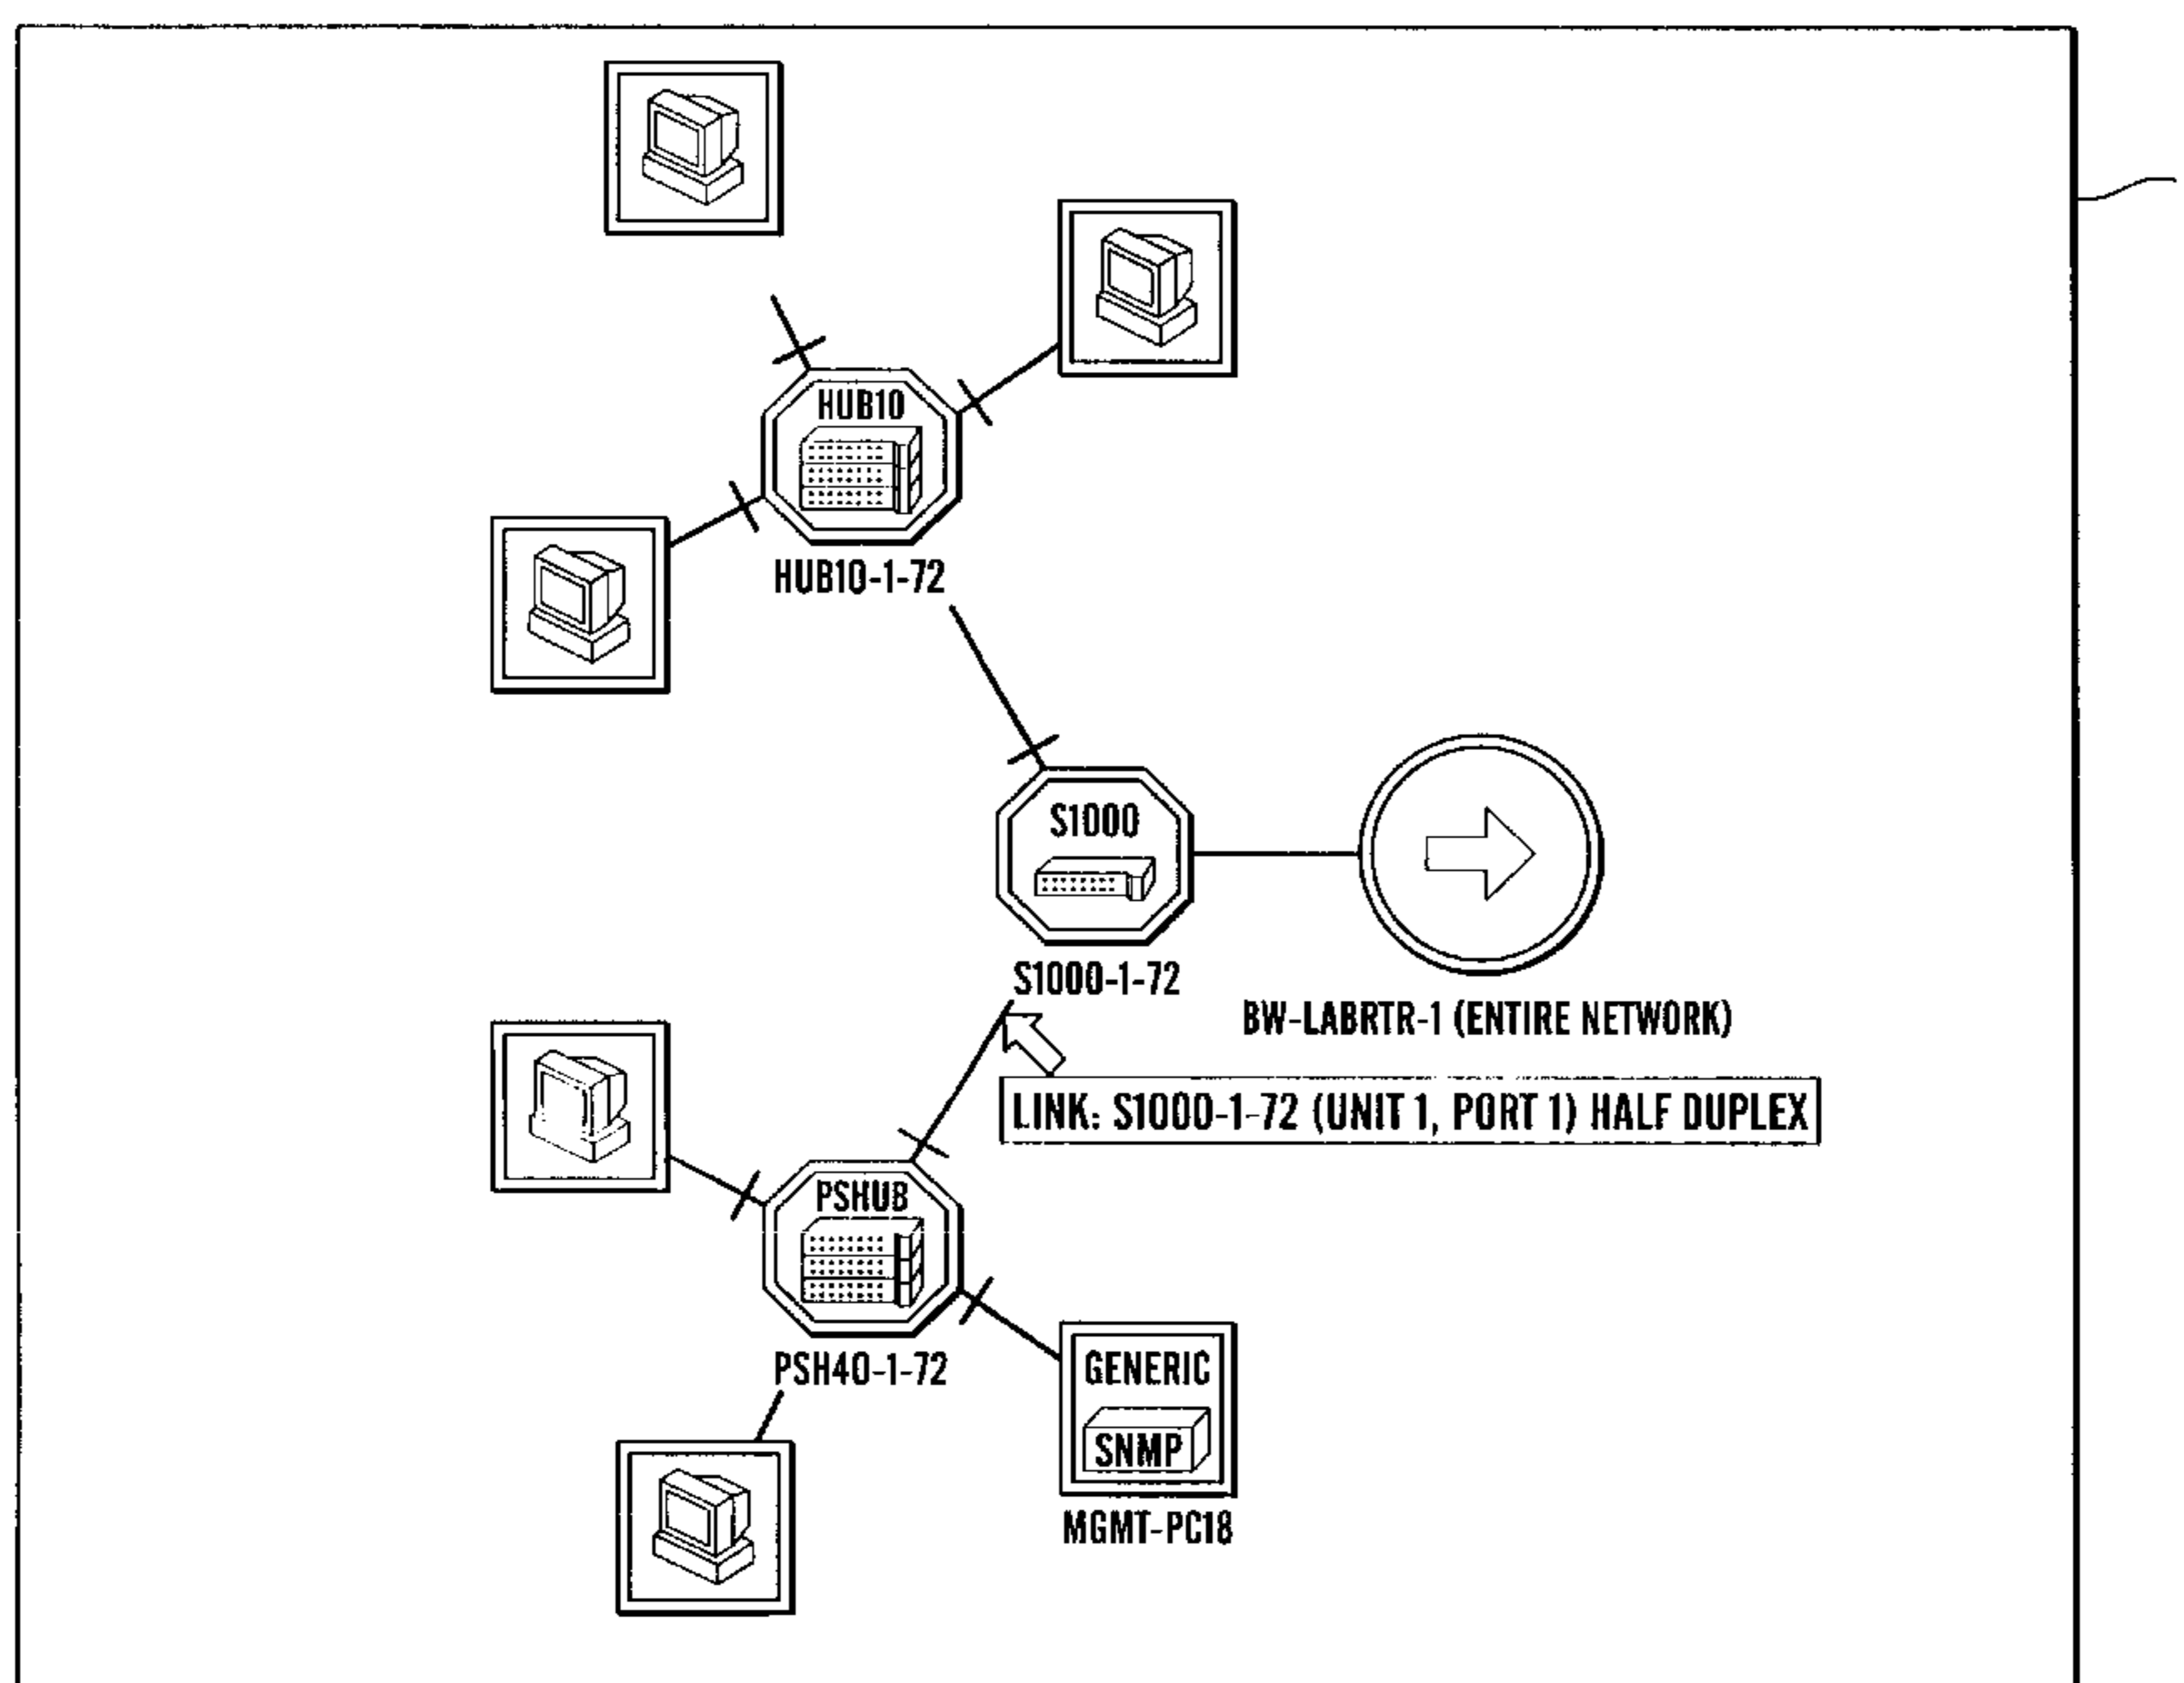 HUB10
HUB10-1-72
S1000
S1000-1-72
BW-LABRTR-1 (ENTIRE NETWORK)
LINK: S1000-1-72 (UNIT 1, PORT 1) HALF DUPLEX
PSHUB
PSH40-1-72
GENERIC
SNMP
MGMT-PC18